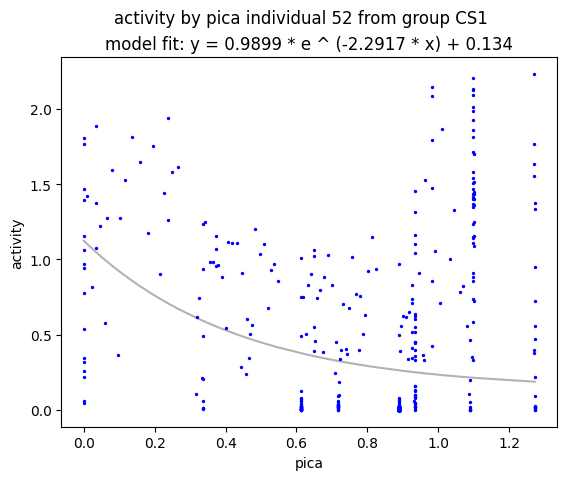 activity by pica individual 52 from group CS1
model fit: y = 0.9899 * e ^ (-2.2917 * x) + 0.134
activity
2.0
1.5
1.0
0.5
0.0
0.0 0.2 0.4 0.6 0.8 1.0 1.2
pica